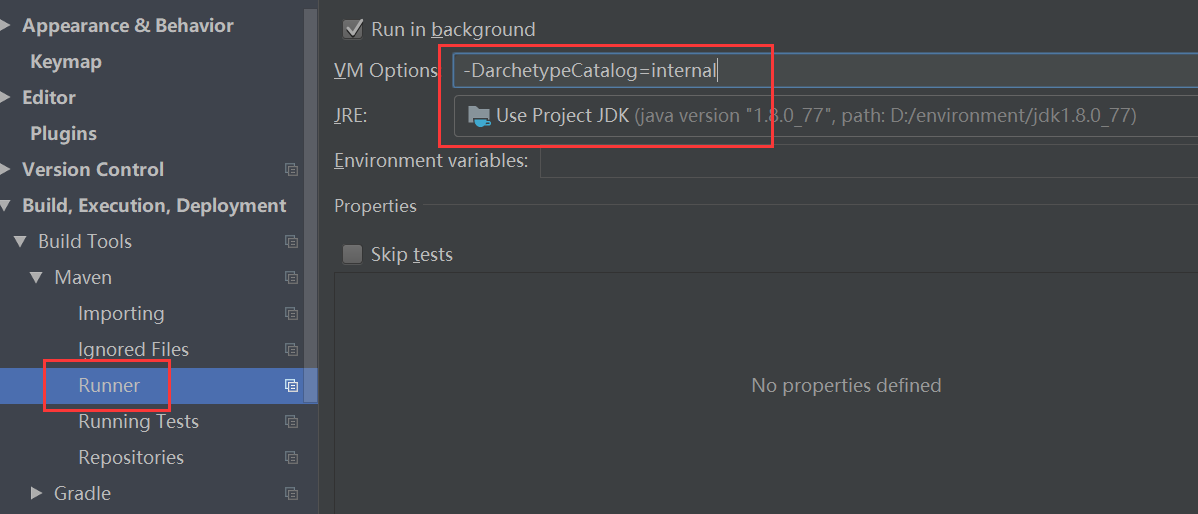 Appearance & Behavior
Keymap
Editor
Plugins
Version Control
Build, Execution, Deployment
Build Tools
Maven
Importing
Ignored Files
Runner
Running Tests
Repositories
Gradle
Run in background
VM Options
-DarchetypeCatalog=internal
JRE:
Use Project JDK (java version "1.8.0_77", path: D:/environment/jdk1.8.0_77)
Environment variables:
Properties
Skip tests
No properties defined